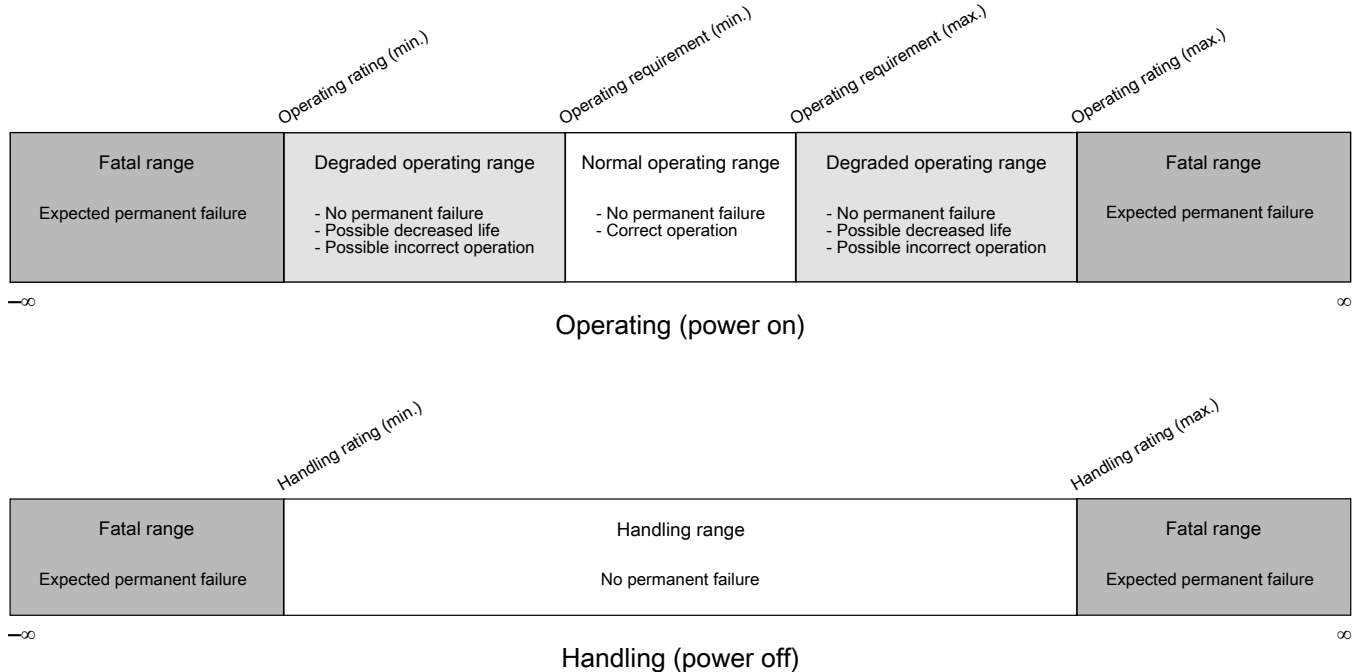 Operating rating (min.)
Operating requirement (min.)
Operating requirement (max.)
Operating rating (max.)
Fatal range
Expected permanent failure
Degraded operating range
- No permanent failure
- Possible decreased life
- Possible incorrect operation
Normal operating range
- No permanent failure
- Correct operation
Degraded operating range
- No permanent failure
- Possible decreased life
- Possible incorrect operation
Fatal range
Expected permanent failure
–∞
∞
Operating (power on)
Handling rating (min.)
Handling rating (max.)
Fatal range
Expected permanent failure
Handling range
No permanent failure
Fatal range
Expected permanent failure
–∞
∞
Handling (power off)